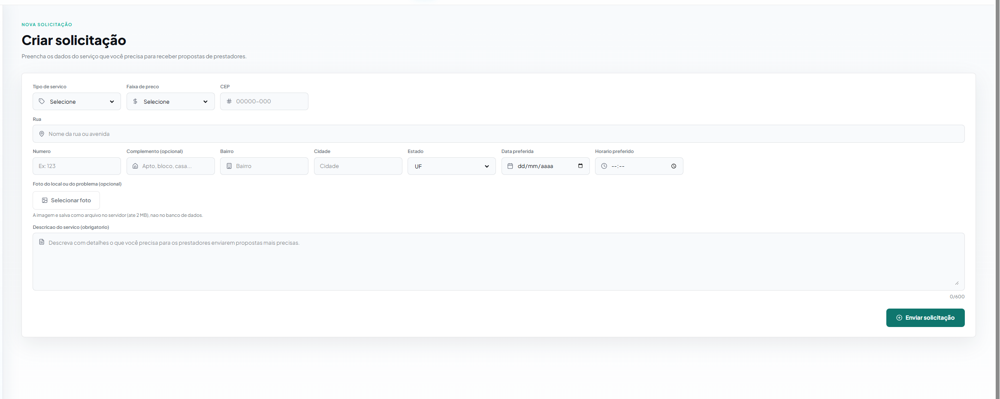 NOVA SOLICITAÇÃO
Criar solicitação
Preencha os dados do serviço que você precisa para receber propostas de prestadores.
Tipo de servico Faixa de preco CEP
Selecione Selecione 00000-000
Rua
Nome da rua ou avenida
Numero Complemento (opcional) Bairro Cidade Estado Data preferida Horario preferido
Ex: 123 Apto, bloco, casa... Bairro Cidade UF dd/mm/aaaa --:--
Foto do local ou do problema (opcional)
Selecionar foto
A imagem e salva como arquivo no servidor (ate 2 MB), nao no banco de dados.
Descricao do servico (obrigatorio)
Descreva com detalhes o que você precisa para os prestadores enviarem propostas mais precisas.
0/600
Enviar solicitação